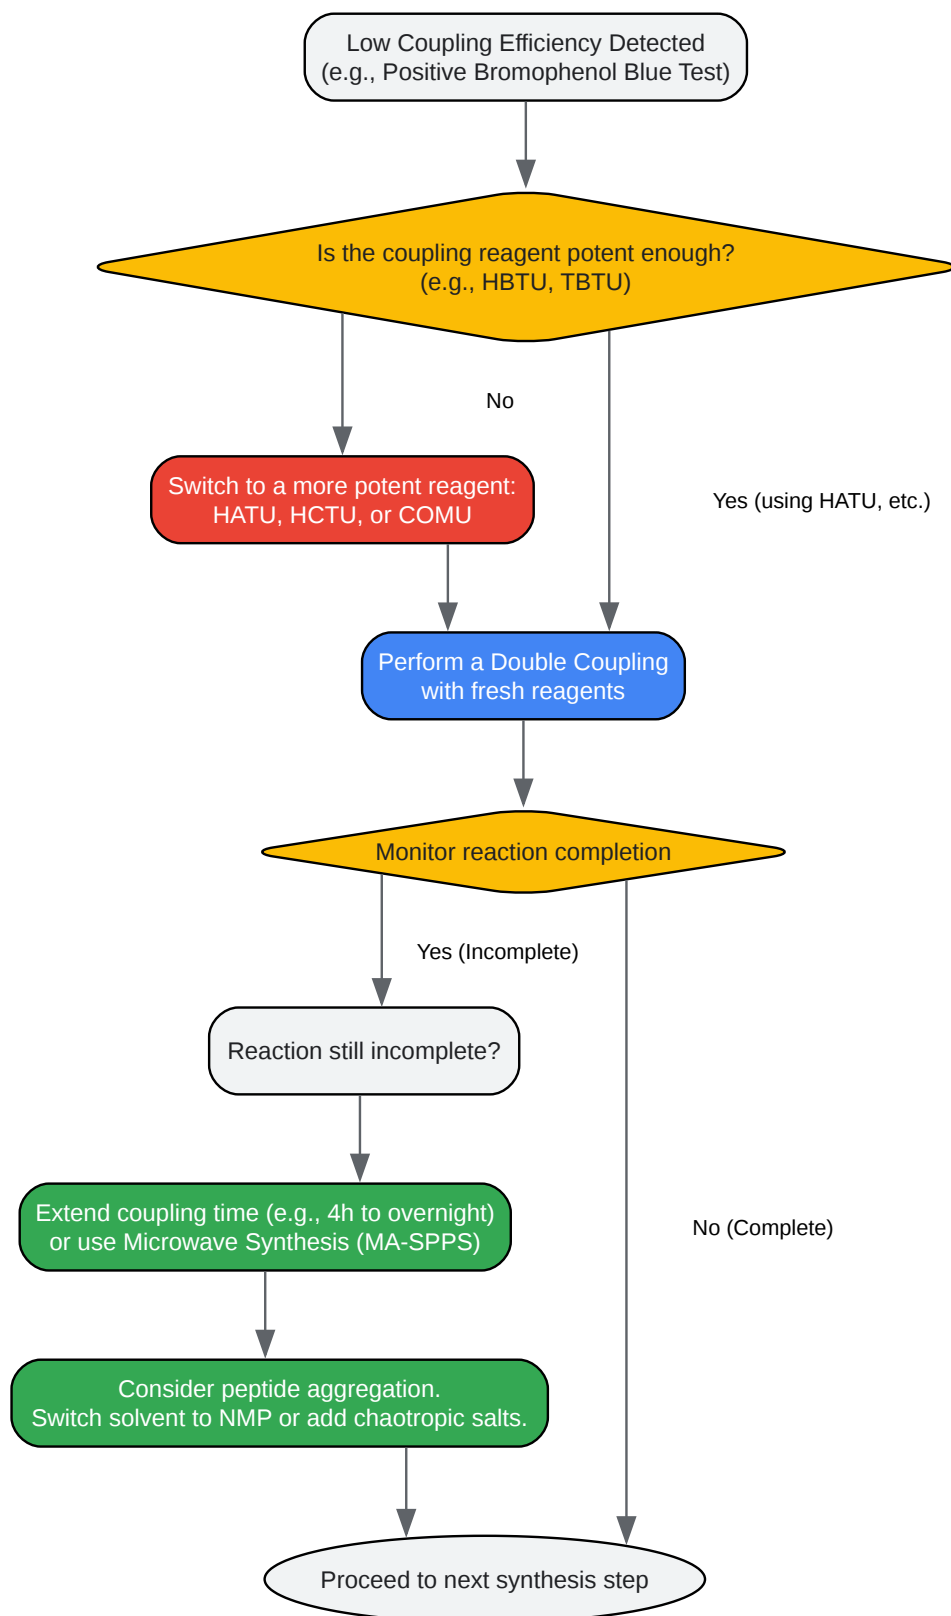 Low Coupling Efficiency Detected
(e.g., Positive Bromophenol Blue Test)
Is the coupling reagent potent enough?
(e.g., HBTU, TBTU)
No
Switch to a more potent reagent:
HATU, HCTU, or COMU
Yes (using HATU, etc.)
Perform a Double Coupling
with fresh reagents
Monitor reaction completion
Yes (Incomplete)
Reaction still incomplete?
Extend coupling time (e.g., 4h to overnight)
or use Microwave Synthesis (MA-SPPS)
No (Complete)
Consider peptide aggregation.
Switch solvent to NMP or add chaotropic salts.
Proceed to next synthesis step